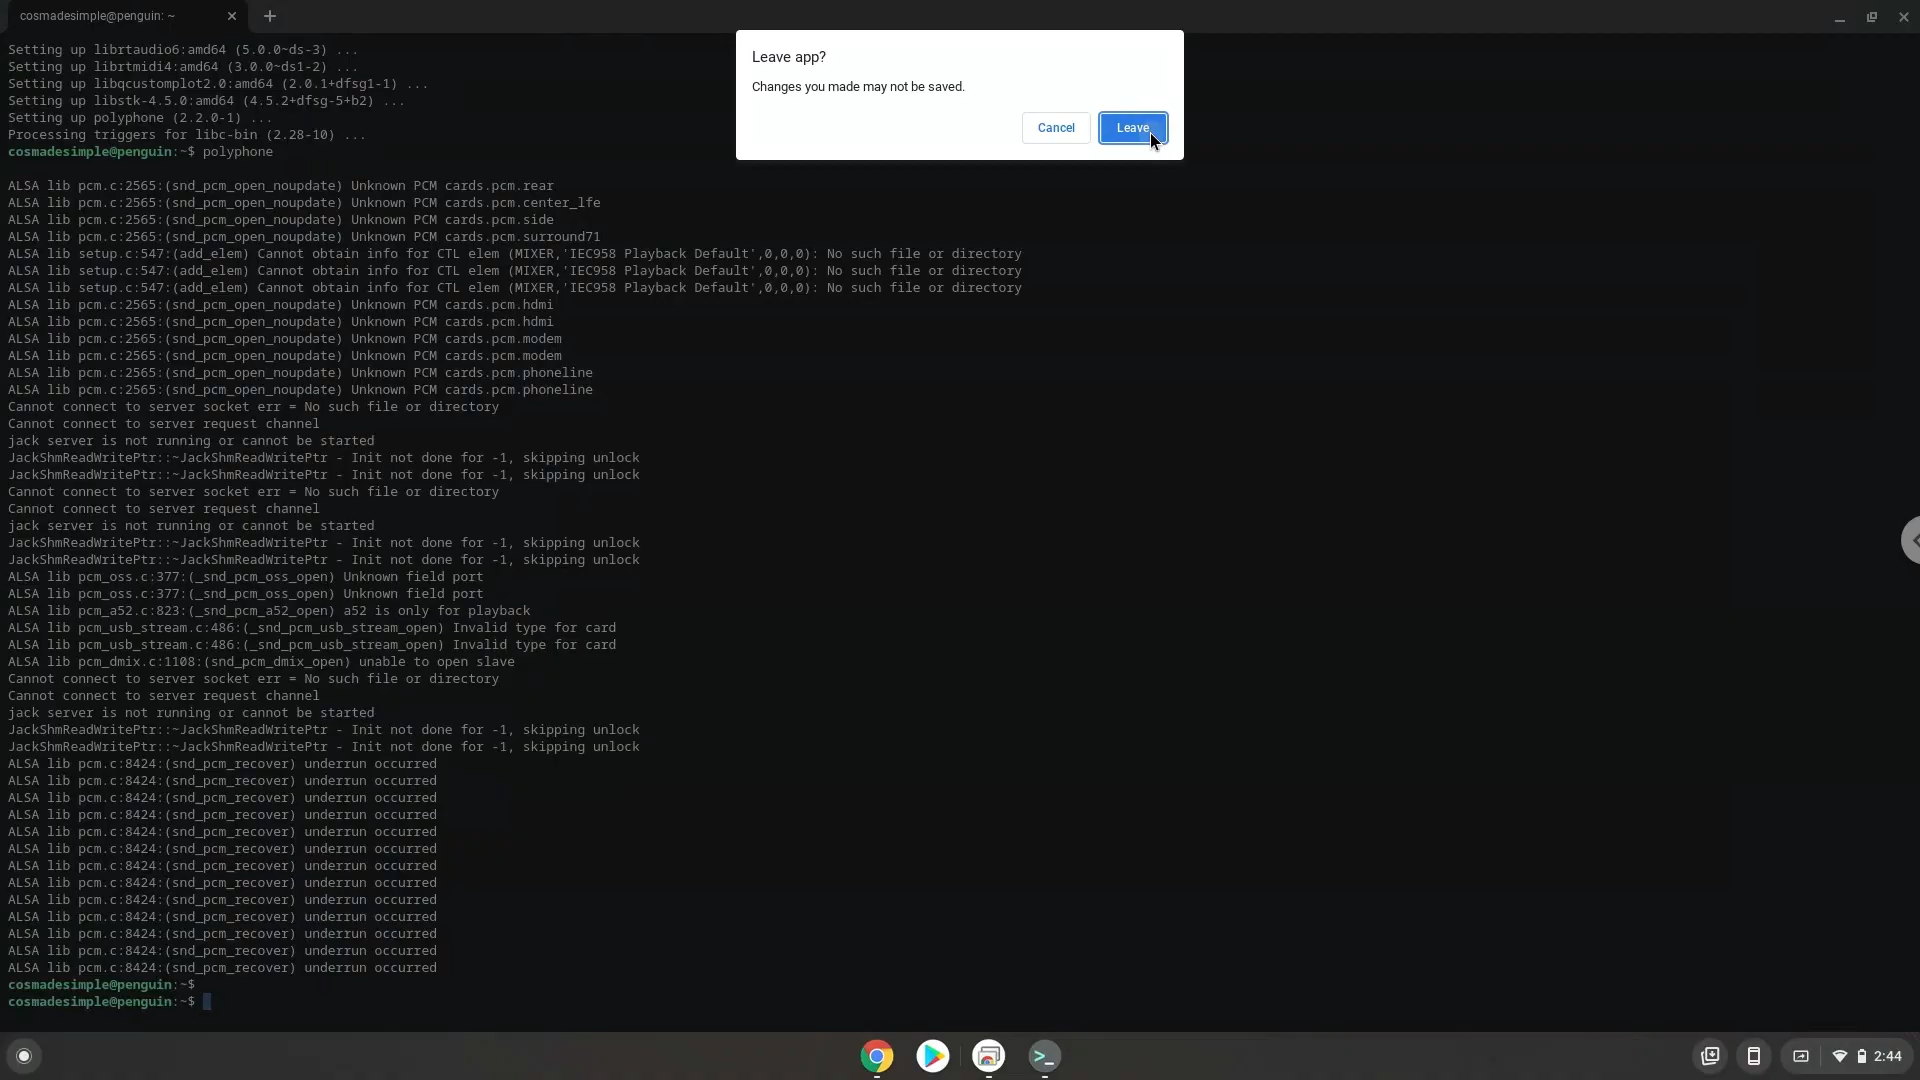 cosmadesimple@penguin: ~
Leave app?
Changes you made may not be saved.
Cancel Leave
Setting up librtaudio6:amd64 (5.0.0~ds-3) ...
Setting up librtmidi4:amd64 (3.0.0~ds1-2) ...
Setting up libqcustomplot2.0:amd64 (2.0.1+dfsg1-1) ...
Setting up libstk-4.5.0:amd64 (4.5.2+dfsg-5+b2) ...
Setting up polyphone (2.2.0-1) ...
Processing triggers for libc-bin (2.28-10) ...
cosmadesimple@penguin:~$ polyphone
ALSA lib pcm.c:2565:(snd_pcm_open_noupdate) Unknown PCM cards.pcm.rear
ALSA lib pcm.c:2565:(snd_pcm_open_noupdate) Unknown PCM cards.pcm.center_lfe
ALSA lib pcm.c:2565:(snd_pcm_open_noupdate) Unknown PCM cards.pcm.side
ALSA lib pcm.c:2565:(snd_pcm_open_noupdate) Unknown PCM cards.pcm.surround71
ALSA lib setup.c:547:(add_elem) Cannot obtain info for CTL elem (MIXER,'IEC958 Playback Default',0,0,0): No such file or directory
ALSA lib setup.c:547:(add_elem) Cannot obtain info for CTL elem (MIXER,'IEC958 Playback Default',0,0,0): No such file or directory
ALSA lib setup.c:547:(add_elem) Cannot obtain info for CTL elem (MIXER,'IEC958 Playback Default',0,0,0): No such file or directory
ALSA lib pcm.c:2565:(snd_pcm_open_noupdate) Unknown PCM cards.pcm.hdmi
ALSA lib pcm.c:2565:(snd_pcm_open_noupdate) Unknown PCM cards.pcm.hdmi
ALSA lib pcm.c:2565:(snd_pcm_open_noupdate) Unknown PCM cards.pcm.modem
ALSA lib pcm.c:2565:(snd_pcm_open_noupdate) Unknown PCM cards.pcm.modem
ALSA lib pcm.c:2565:(snd_pcm_open_noupdate) Unknown PCM cards.pcm.phoneline
ALSA lib pcm.c:2565:(snd_pcm_open_noupdate) Unknown PCM cards.pcm.phoneline
Cannot connect to server socket err = No such file or directory
Cannot connect to server request channel
jack server is not running or cannot be started
JackShmReadWritePtr::~JackShmReadWritePtr - Init not done for -1, skipping unlock
JackShmReadWritePtr::~JackShmReadWritePtr - Init not done for -1, skipping unlock
Cannot connect to server socket err = No such file or directory
Cannot connect to server request channel
jack server is not running or cannot be started
JackShmReadWritePtr::~JackShmReadWritePtr - Init not done for -1, skipping unlock
JackShmReadWritePtr::~JackShmReadWritePtr - Init not done for -1, skipping unlock
ALSA lib pcm_oss.c:377:(_snd_pcm_oss_open) Unknown field port
ALSA lib pcm_oss.c:377:(_snd_pcm_oss_open) Unknown field port
ALSA lib pcm_a52.c:823:(_snd_pcm_a52_open) a52 is only for playback
ALSA lib pcm_usb_stream.c:486:(_snd_pcm_usb_stream_open) Invalid type for card
ALSA lib pcm_usb_stream.c:486:(_snd_pcm_usb_stream_open) Invalid type for card
ALSA lib pcm_dmix.c:1108:(snd_pcm_dmix_open) unable to open slave
Cannot connect to server socket err = No such file or directory
Cannot connect to server request channel
jack server is not running or cannot be started
JackShmReadWritePtr::~JackShmReadWritePtr - Init not done for -1, skipping unlock
JackShmReadWritePtr::~JackShmReadWritePtr - Init not done for -1, skipping unlock
ALSA lib pcm.c:8424:(snd_pcm_recover) underrun occurred
ALSA lib pcm.c:8424:(snd_pcm_recover) underrun occurred
ALSA lib pcm.c:8424:(snd_pcm_recover) underrun occurred
ALSA lib pcm.c:8424:(snd_pcm_recover) underrun occurred
ALSA lib pcm.c:8424:(snd_pcm_recover) underrun occurred
ALSA lib pcm.c:8424:(snd_pcm_recover) underrun occurred
ALSA lib pcm.c:8424:(snd_pcm_recover) underrun occurred
ALSA lib pcm.c:8424:(snd_pcm_recover) underrun occurred
ALSA lib pcm.c:8424:(snd_pcm_recover) underrun occurred
ALSA lib pcm.c:8424:(snd_pcm_recover) underrun occurred
ALSA lib pcm.c:8424:(snd_pcm_recover) underrun occurred
ALSA lib pcm.c:8424:(snd_pcm_recover) underrun occurred
ALSA lib pcm.c:8424:(snd_pcm_recover) underrun occurred
cosmadesimple@penguin:~$
cosmadesimple@penguin:~$
2:44